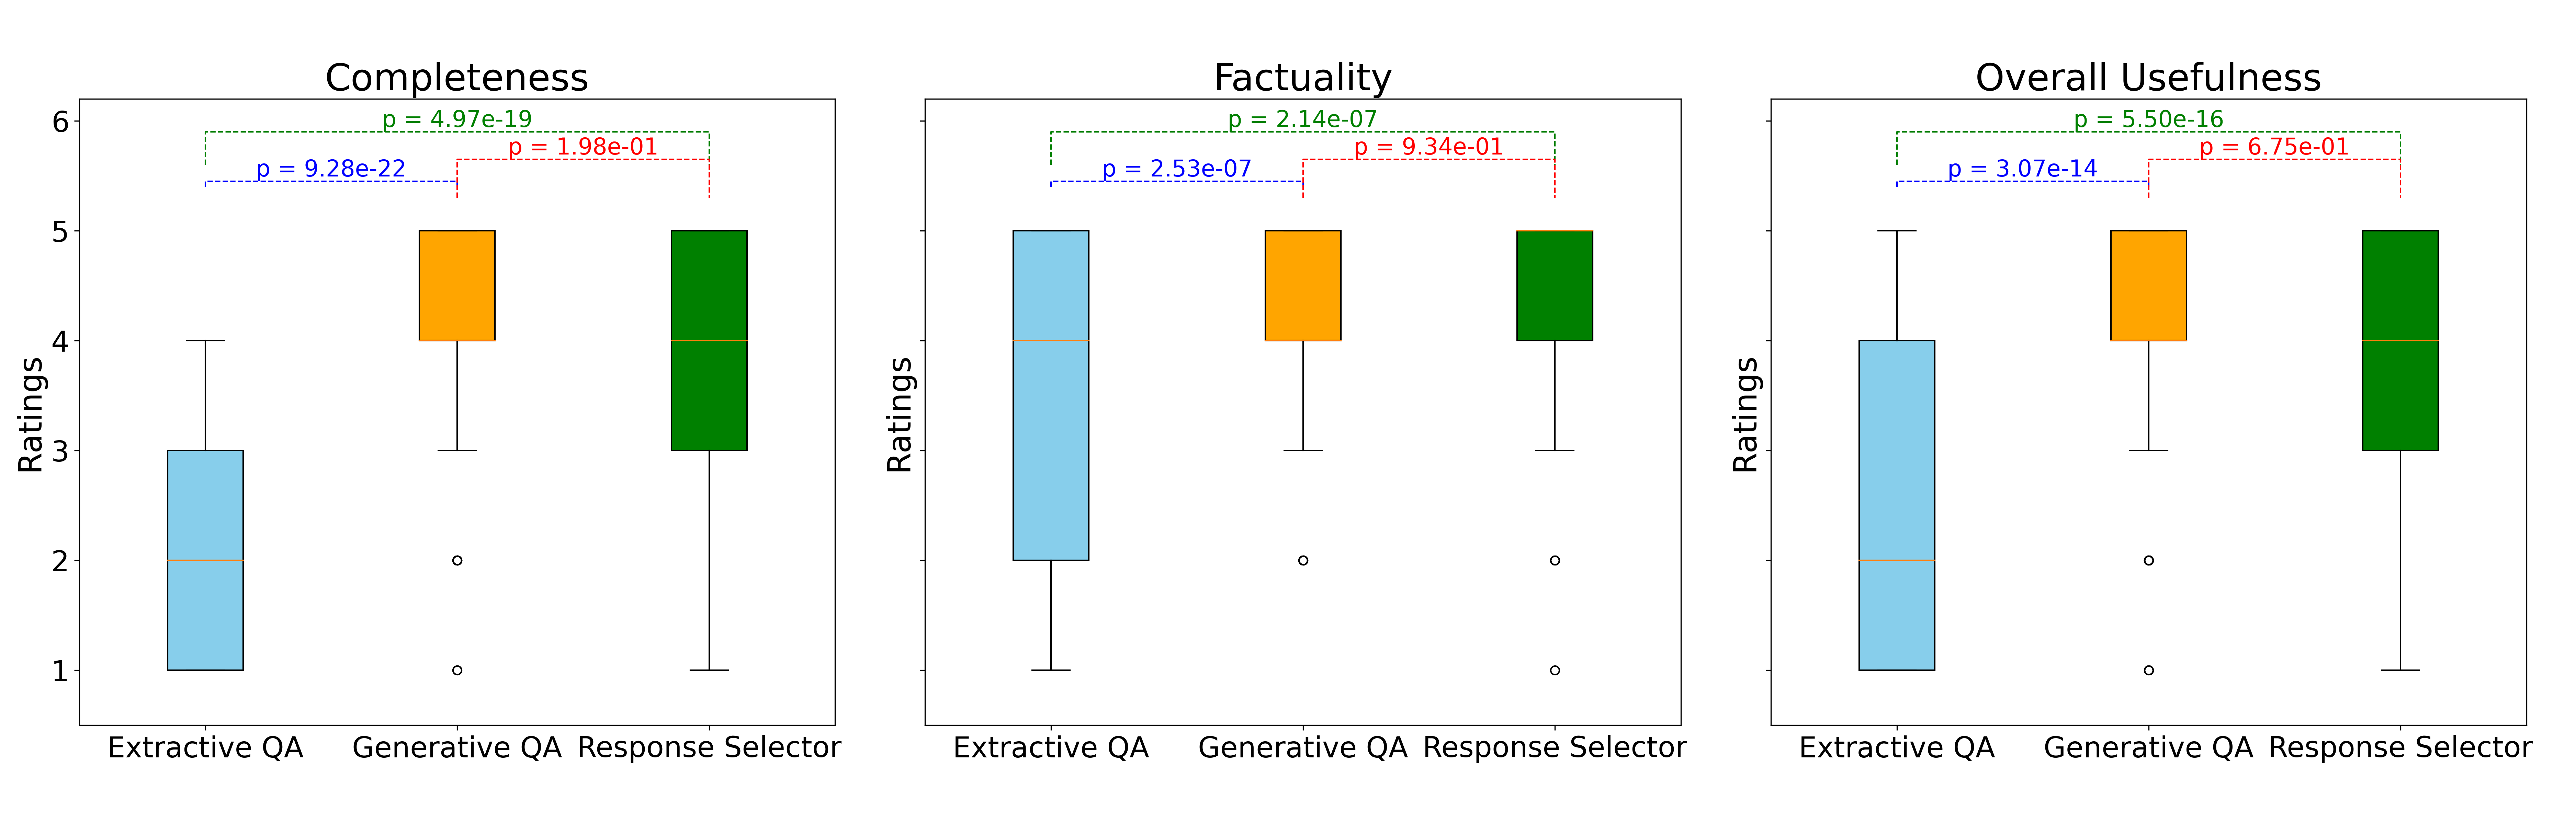 Completeness
p = 4.97e-19
p = 1.98e-01
p = 9.28e-22
6
5
4
3
2
1
Ratings
Extractive QA
Generative QA
Response Selector
Factuality
p = 2.14e-07
p = 9.34e-01
p = 2.53e-07
Ratings
Extractive QA
Generative QA
Response Selector
Overall Usefulness
p = 5.50e-16
p = 6.75e-01
p = 3.07e-14
Ratings
Extractive QA
Generative QA
Response Selector